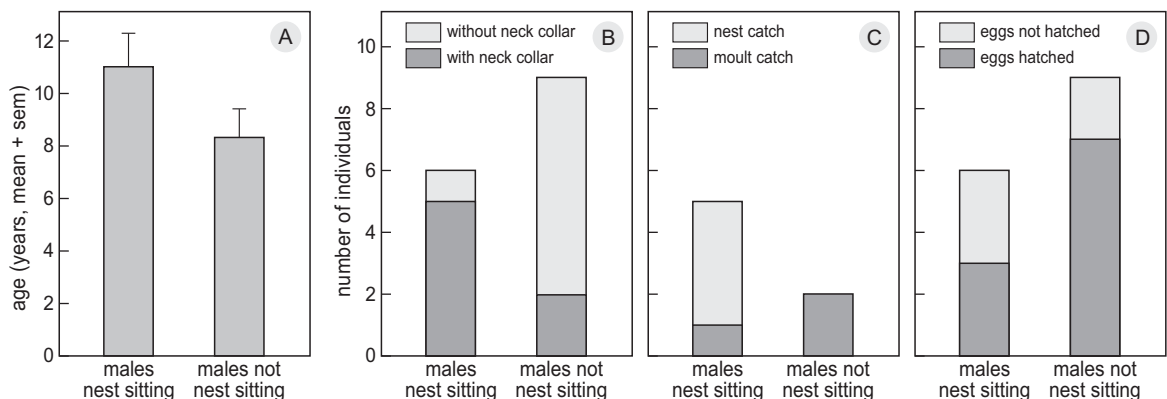 age (years, mean + sem)
12
10
8
6
4
2
0
A
males
nest sitting
males not
nest sitting
number of individuals
10
8
6
4
2
0
without neck collar
with neck collar
B
males
nest sitting
males not
nest sitting
nest catch
moult catch
C
males
nest sitting
males not
nest sitting
eggs not hatched
eggs hatched
D
males
nest sitting
males not
nest sitting